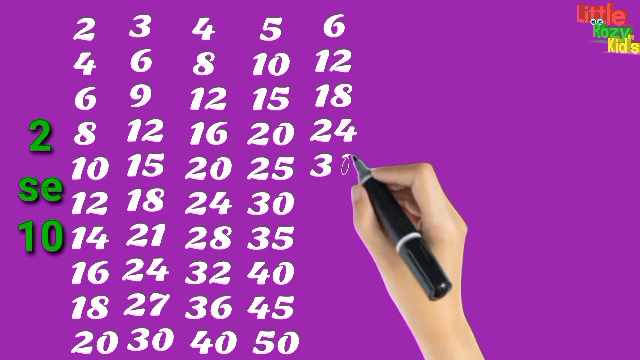 2 3 4 5 6
4 6 8 10 12
6 9 12 15 18
8 12 16 20 24
10 15 20 25 30
12 18 24 30
14 21 28 35
16 24 32 40
18 27 36 45
20 30 40 50
2
se
10
Little
Rozy
Kid's